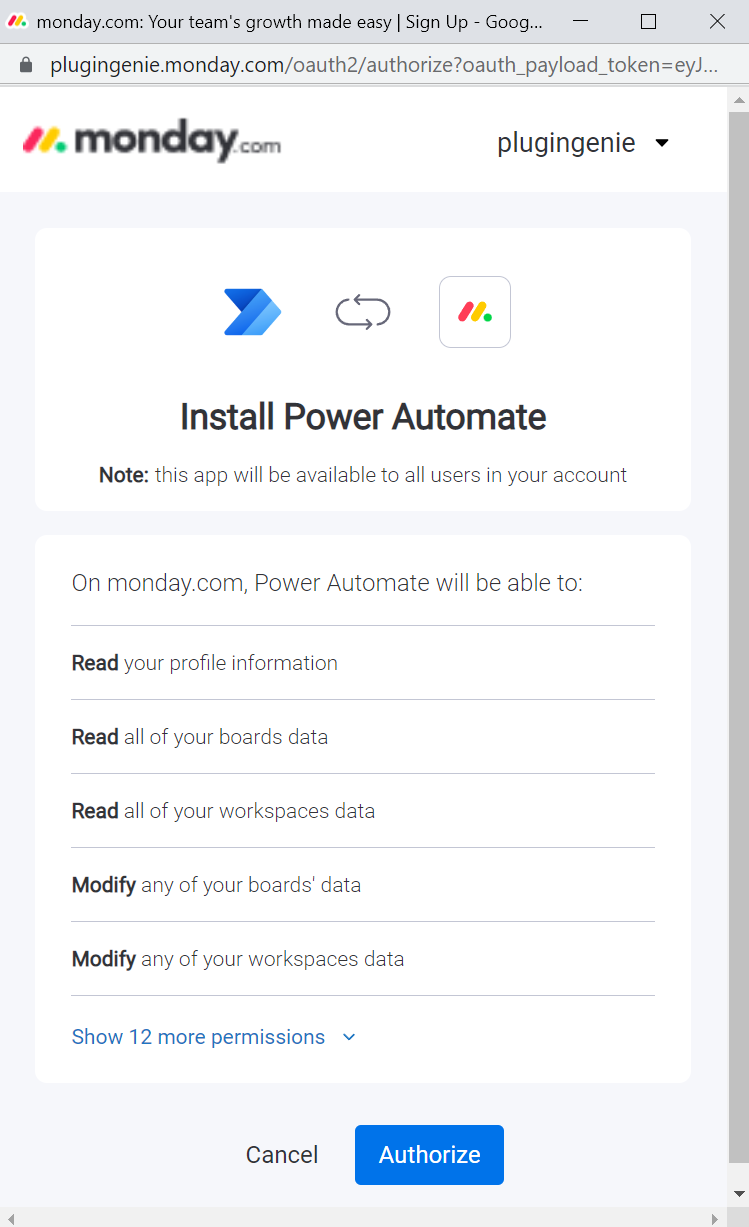 monday.com: Your team's growth made easy | Sign Up - Goog...
plugingenie.monday.com/oauth2/authorize?oauth_payload_token=eyJ...
monday.com
plugingenie
Install Power Automate
Note: this app will be available to all users in your account
On monday.com, Power Automate will be able to:
Read your profile information
Read all of your boards data
Read all of your workspaces data
Modify any of your boards' data
Modify any of your workspaces data
Show 12 more permissions
Cancel
Authorize